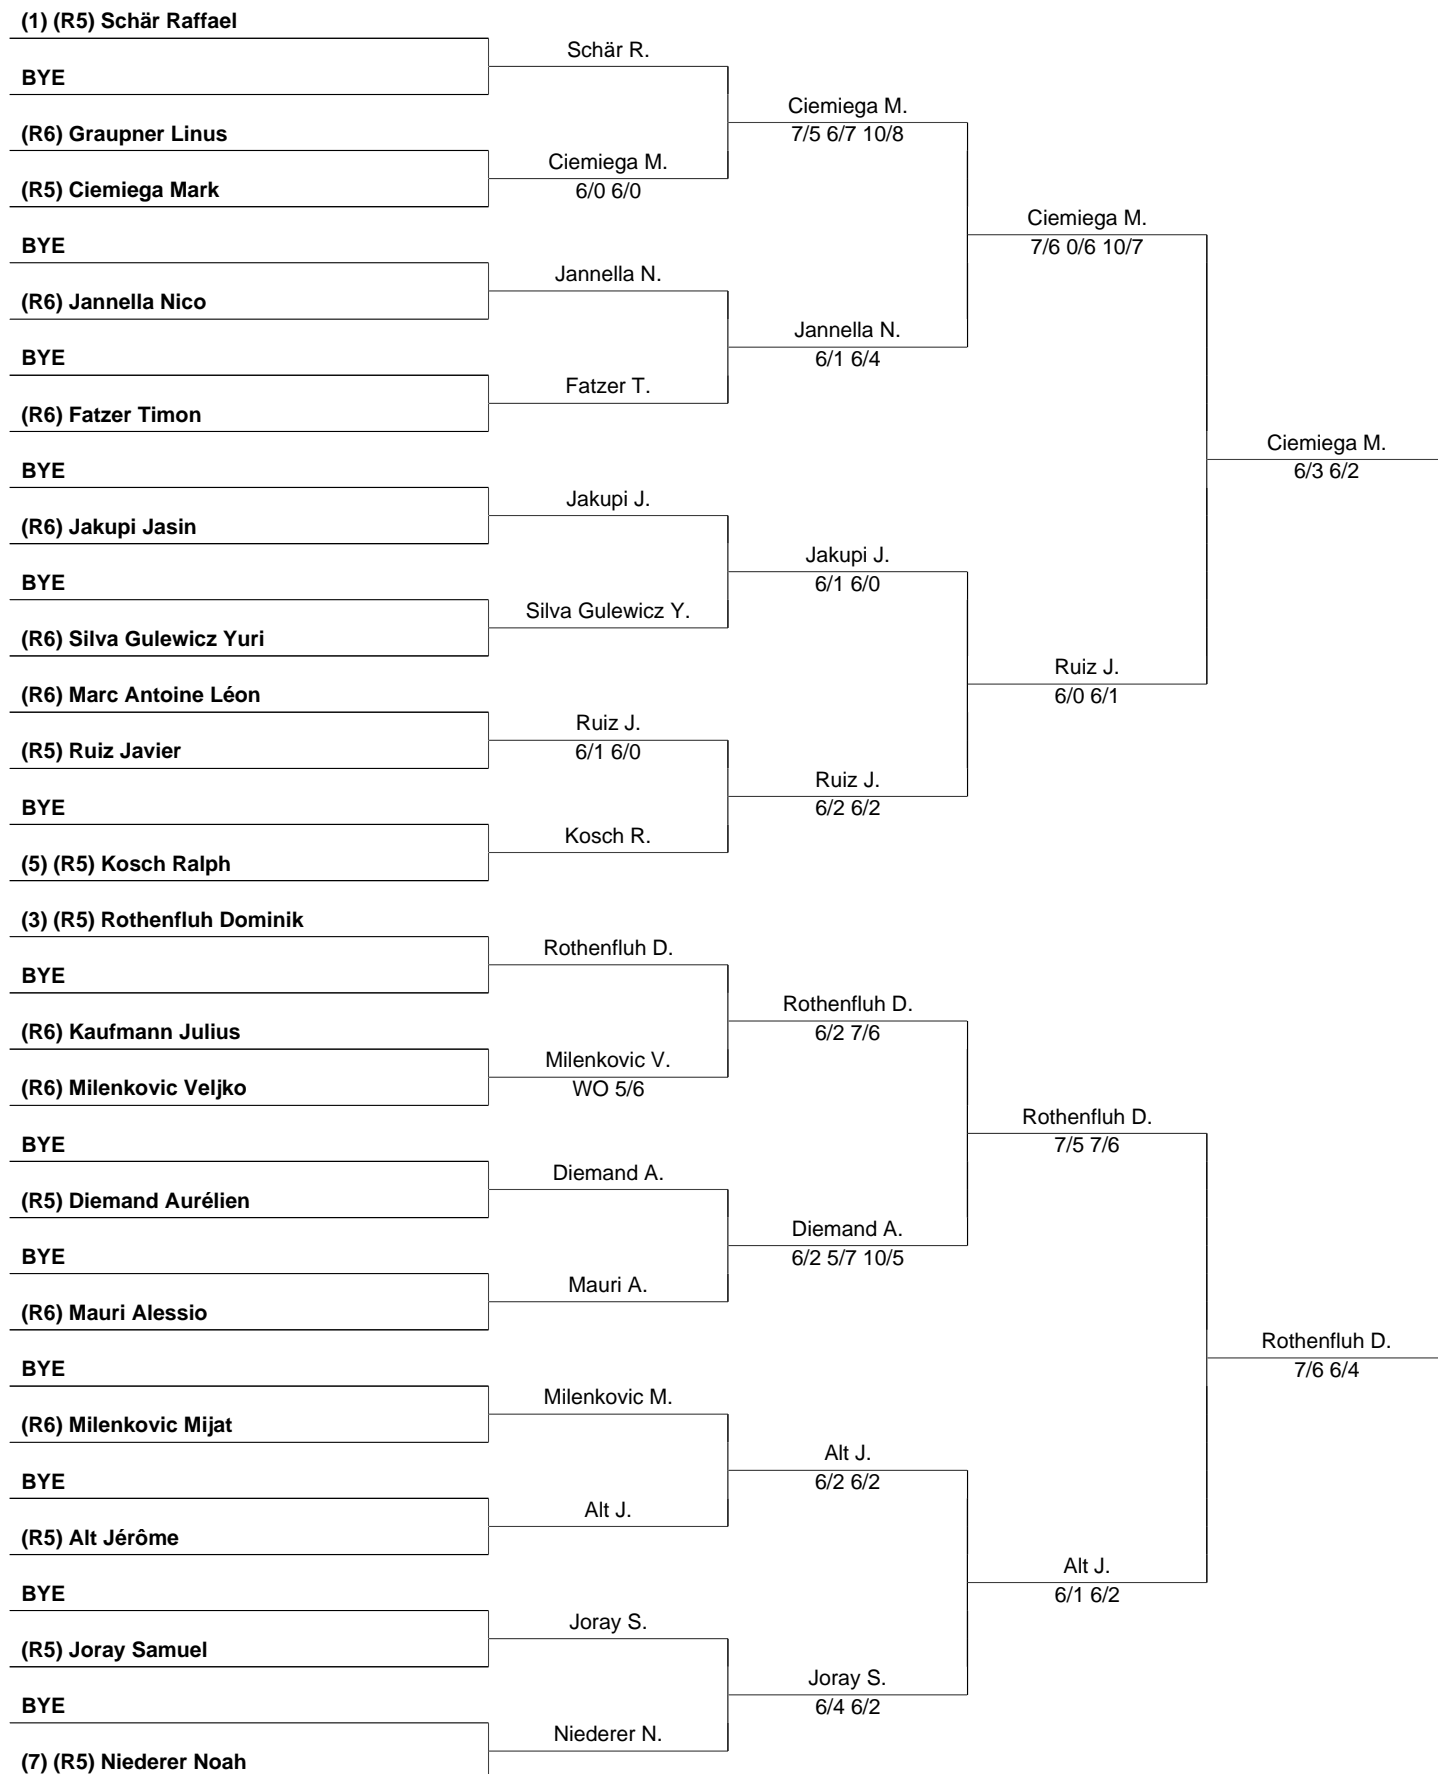 (1) (R5) Schär Raffael
Schär R.
BYE
Ciemiega M.
7/5 6/7 10/8
(R6) Graupner Linus
Ciemiega M.
6/0 6/0
(R5) Ciemiega Mark
Ciemiega M.
7/6 0/6 10/7
BYE
Jannella N.
(R6) Jannella Nico
Jannella N.
6/1 6/4
BYE
Fatzer T.
(R6) Fatzer Timon
Ciemiega M.
6/3 6/2
BYE
Jakupi J.
(R6) Jakupi Jasin
Jakupi J.
6/1 6/0
BYE
Silva Gulewicz Y.
(R6) Silva Gulewicz Yuri
Ruiz J.
6/0 6/1
(R6) Marc Antoine Léon
Ruiz J.
6/1 6/0
(R5) Ruiz Javier
Ruiz J.
6/2 6/2
BYE
Kosch R.
(5) (R5) Kosch Ralph
(3) (R5) Rothenfluh Dominik
Rothenfluh D.
BYE
Rothenfluh D.
6/2 7/6
(R6) Kaufmann Julius
Milenkovic V.
WO 5/6
(R6) Milenkovic Veljko
Rothenfluh D.
7/5 7/6
BYE
Diemand A.
(R5) Diemand Aurélien
Diemand A.
6/2 5/7 10/5
BYE
Mauri A.
(R6) Mauri Alessio
Rothenfluh D.
7/6 6/4
BYE
Milenkovic M.
(R6) Milenkovic Mijat
Alt J.
6/2 6/2
BYE
Alt J.
(R5) Alt Jérôme
Alt J.
6/1 6/2
BYE
Joray S.
(R5) Joray Samuel
Joray S.
6/4 6/2
BYE
Niederer N.
(7) (R5) Niederer Noah